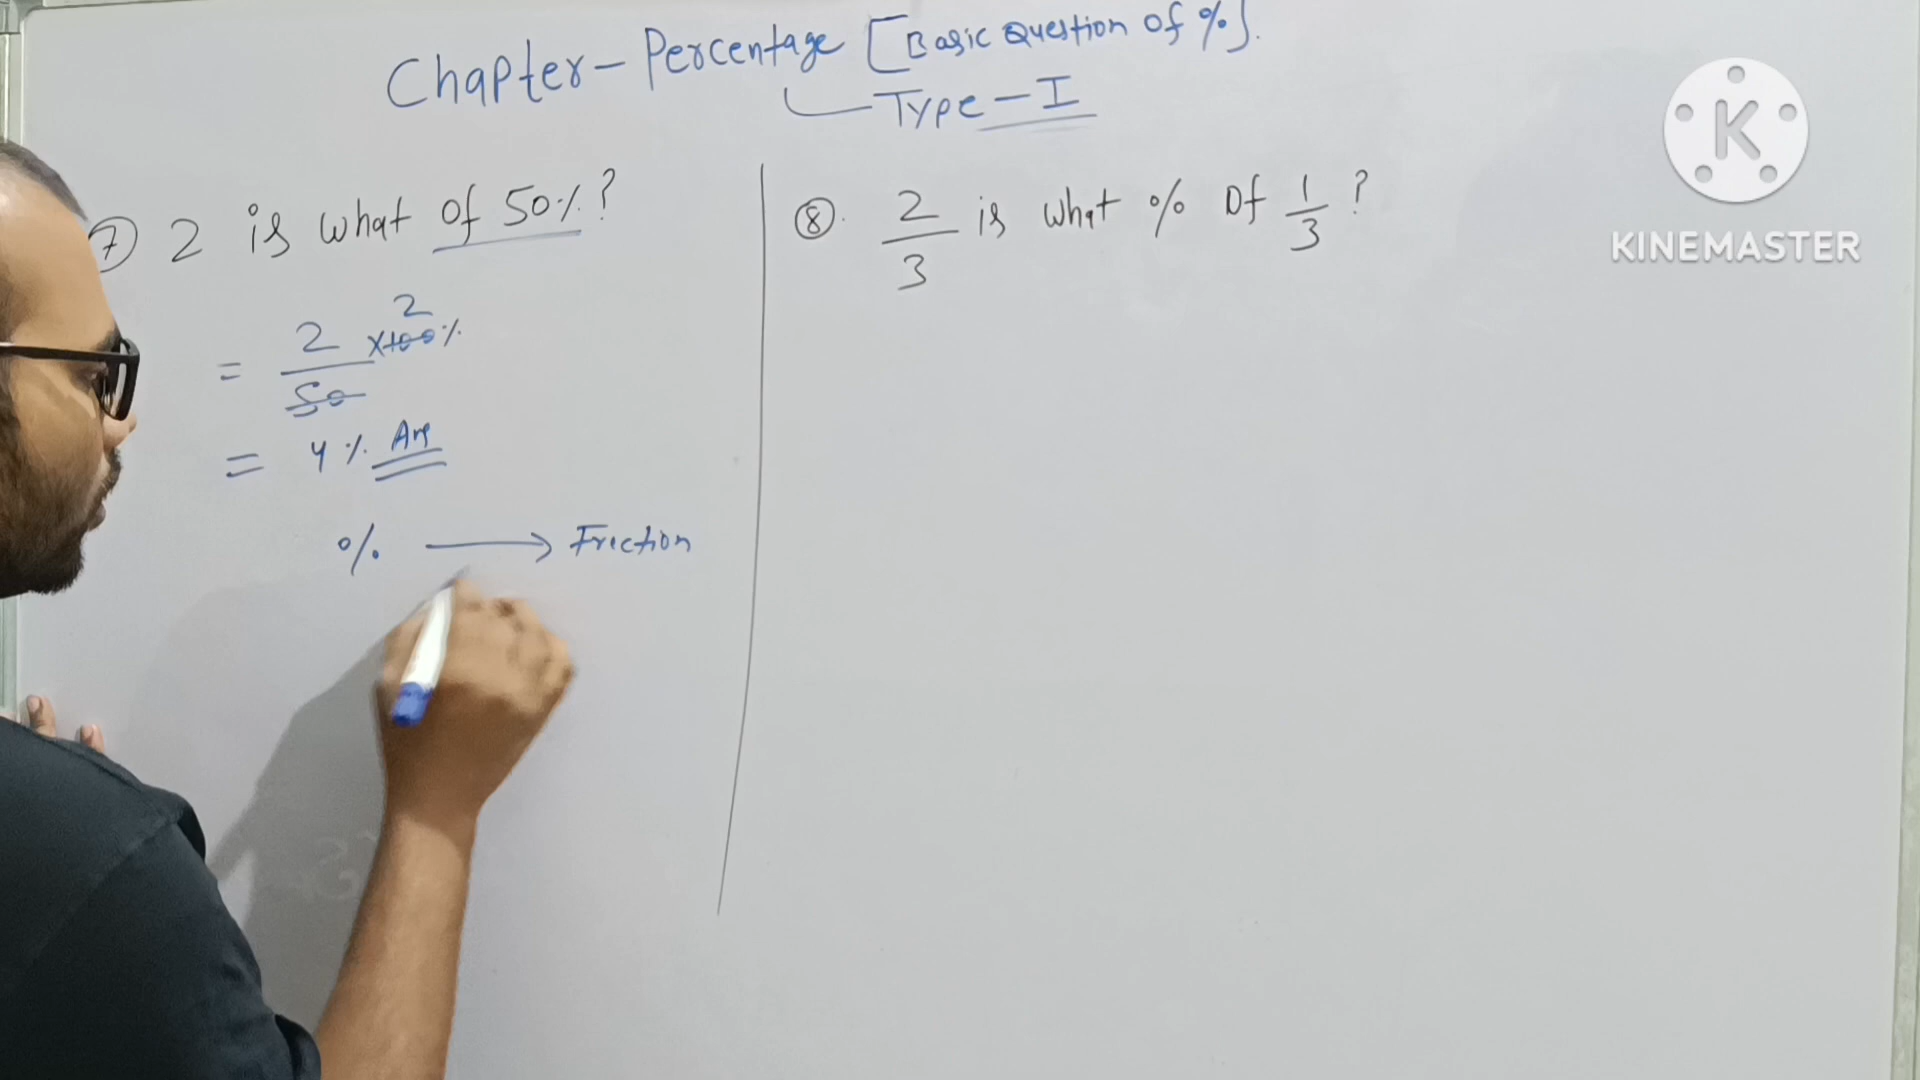 Chapter - Percentage [Basic Question Of %].
Type - I
7 2 is what of 50%?
= 2/50 ×100% 2
= 4% Ans
% → Friction
8. 2/3 is what % Of 1/3?
K
KINEMASTER